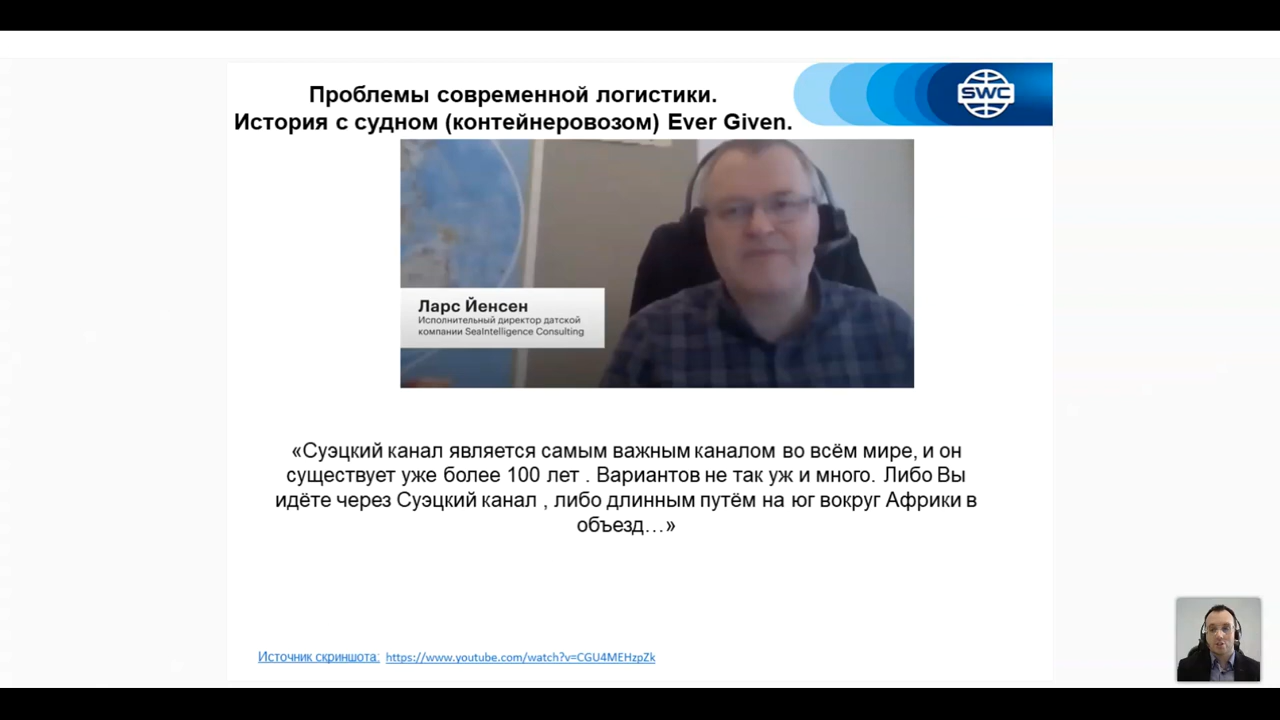 Проблемы современной логистики.
История с судном (контейнеровозом) Ever Given.
SWC
Ларс Йенсен
Исполнительный директор датской
компании SeaIntelligence Consulting
«Суэцкий канал является самым важным каналом во всём мире, и он
существует уже более 100 лет . Вариантов не так уж и много. Либо Вы
идёте через Суэцкий канал , либо длинным путём на юг вокруг Африки в
объезд...»
Источник скриншота: https://www.youtube.com/watch?v=CGU4MEHzpZk